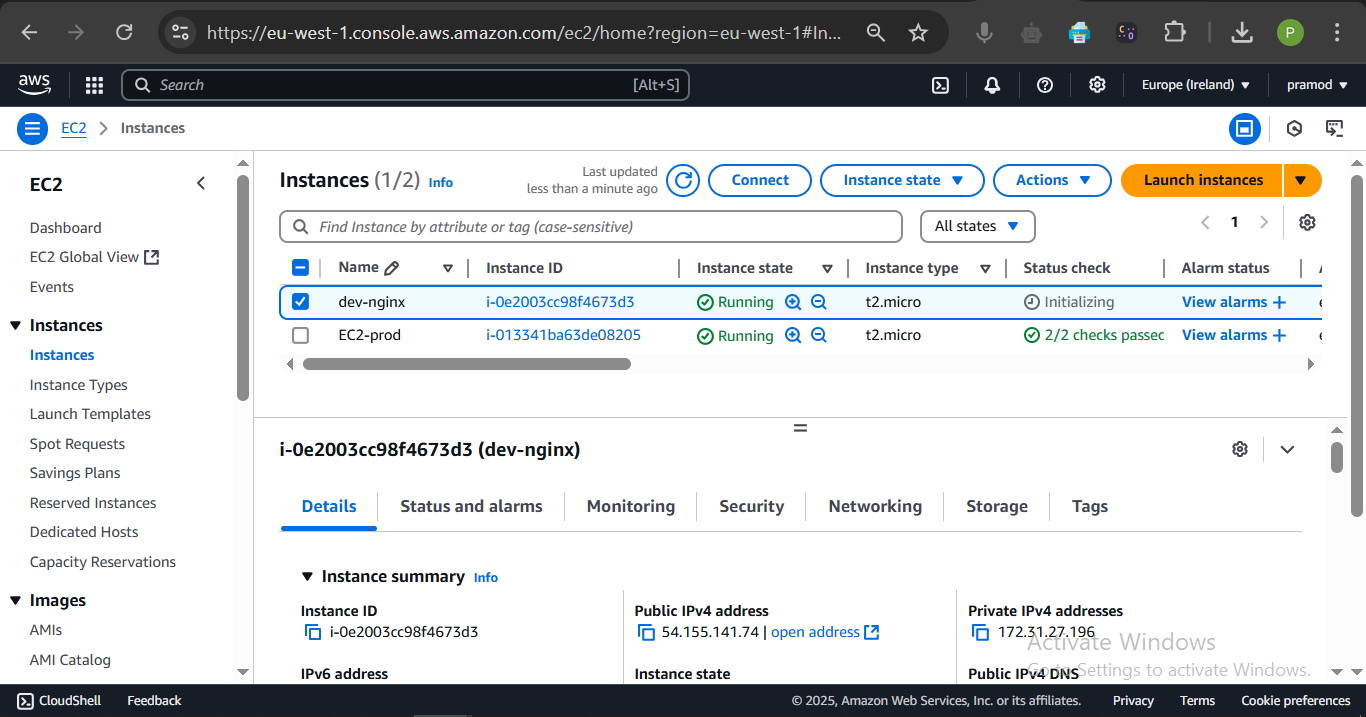 https://eu-west-1.console.aws.amazon.com/ec2/home?region=eu-west-1#In...
P
aws
Search
[Alt+S]
Europe (Ireland)
pramod
EC2
Instances
EC2
Dashboard
EC2 Global View
Events
Instances
Instances
Instance Types
Launch Templates
Spot Requests
Savings Plans
Reserved Instances
Dedicated Hosts
Capacity Reservations
Images
AMIs
AMI Catalog
Instances (1/2) Info
Last updated
less than a minute ago
Connect
Instance state
Actions
Launch instances
Find Instance by attribute or tag (case-sensitive)
All states
1
Name Instance ID Instance state Instance type Status check Alarm status
dev-nginx i-0e2003cc98f4673d3 Running t2.micro Initializing View alarms +
EC2-prod i-013341ba63de08205 Running t2.micro 2/2 checks passec View alarms +
i-0e2003cc98f4673d3 (dev-nginx)
Details Status and alarms Monitoring Security Networking Storage Tags
Instance summary Info
Instance ID
i-0e2003cc98f4673d3
IPv6 address
Public IPv4 address
54.155.141.74 | open address
Instance state
Private IPv4 addresses
172.31.27.196
Public IPv4 DNS
Activate Windows
Go to Settings to activate Windows.
CloudShell Feedback © 2025, Amazon Web Services, Inc. or its affiliates. Privacy Terms Cookie preferences